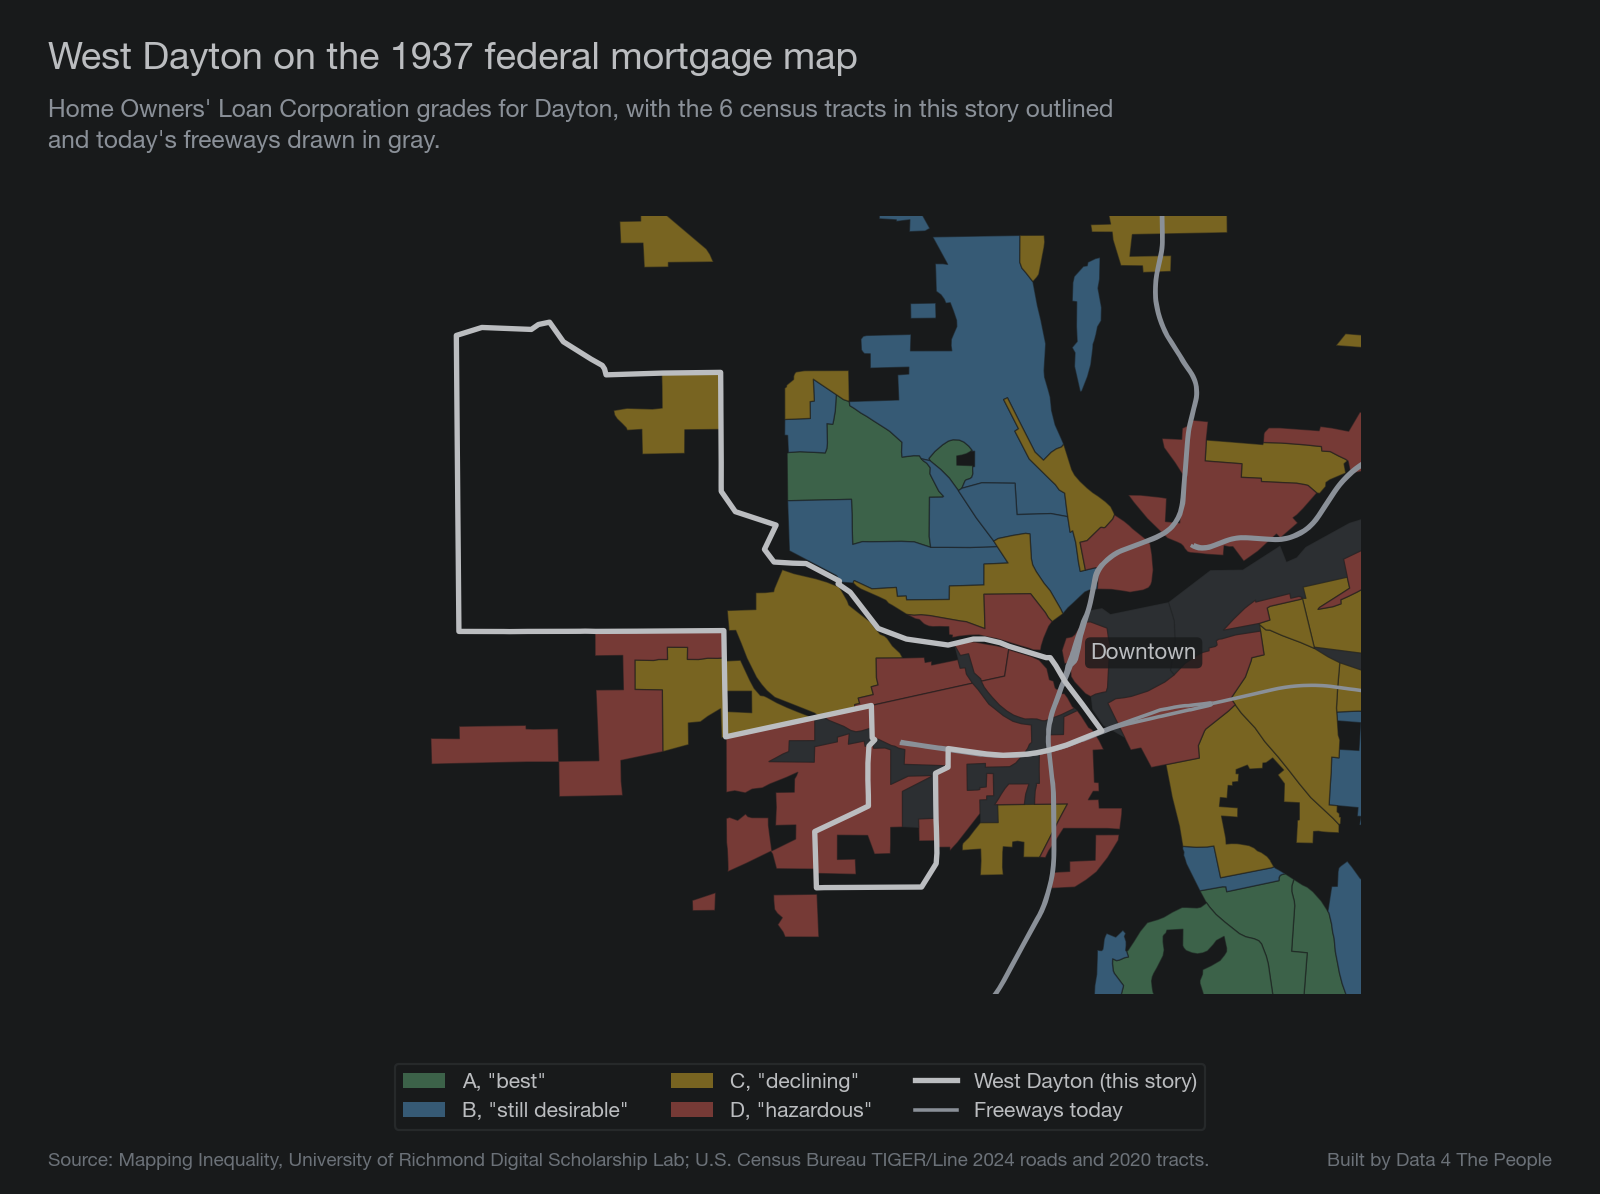 West Dayton on the 1937 federal mortgage map
Home Owners' Loan Corporation grades for Dayton, with the 6 census tracts in this story outlined
and today's freeways drawn in gray.
Downtown
A, "best"
B, "still desirable"
C, "declining"
D, "hazardous"
West Dayton (this story)
Freeways today
Source: Mapping Inequality, University of Richmond Digital Scholarship Lab; U.S. Census Bureau TIGER/Line 2024 roads and 2020 tracts.
Built by Data 4 The People